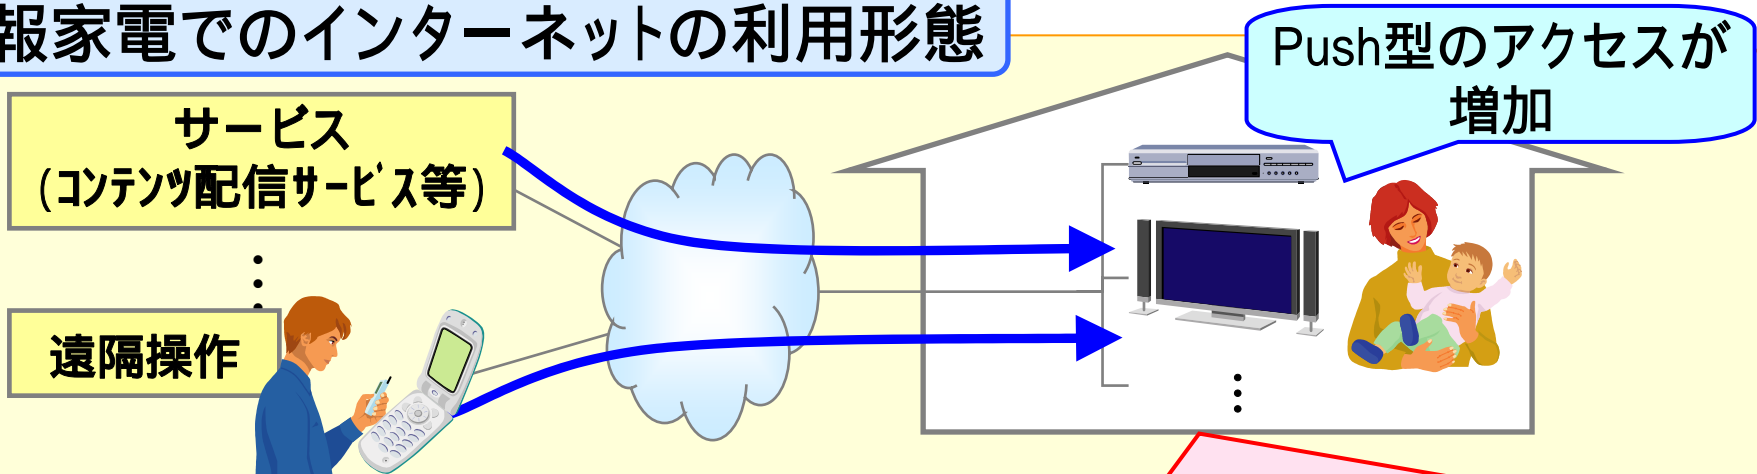 報家電でのインターネットの利用形態
Push型のアクセスが
増加
サービス
(コンテンツ配信サービス等)
遠隔操作